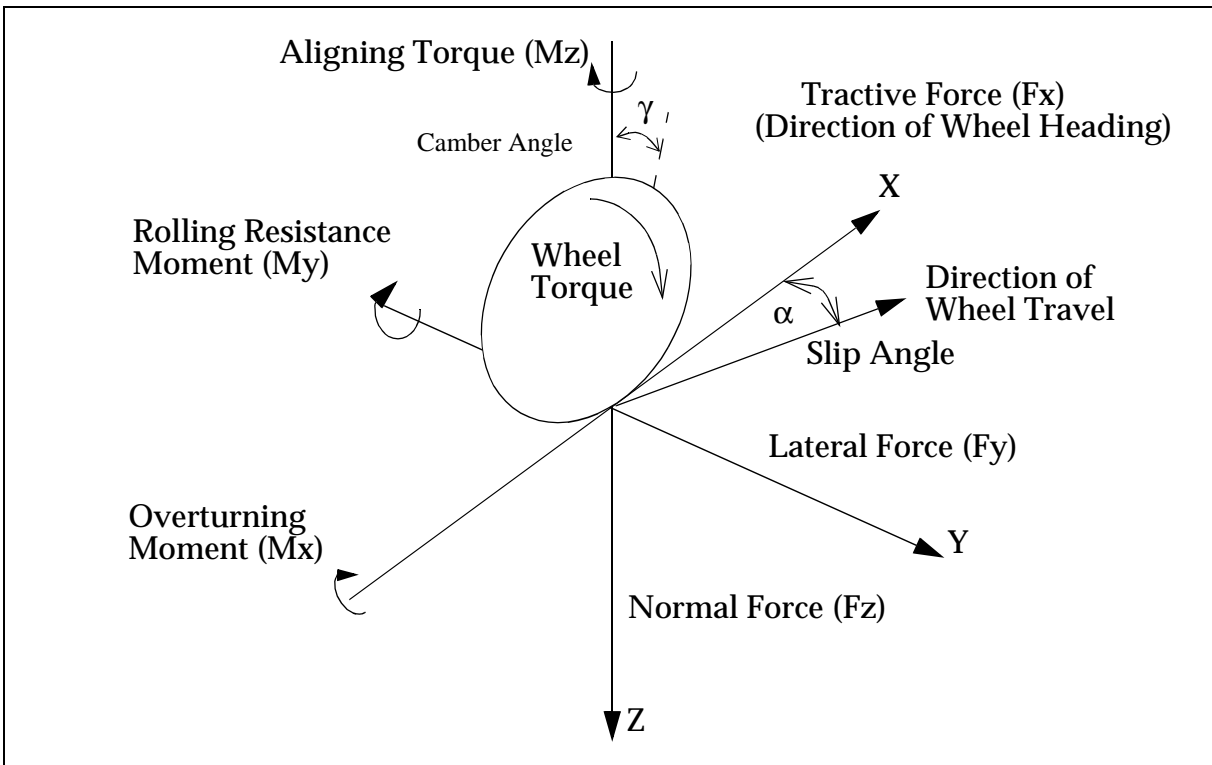 Aligning Torque (Mz)
γ
Camber Angle
Tractive Force (Fx)
(Direction of Wheel Heading)
X
Rolling Resistance
Moment (My)
Wheel
Torque
Direction of
Wheel Travel
α
Slip Angle
Lateral Force (Fy)
Overturning
Moment (Mx)
Y
Normal Force (Fz)
Z